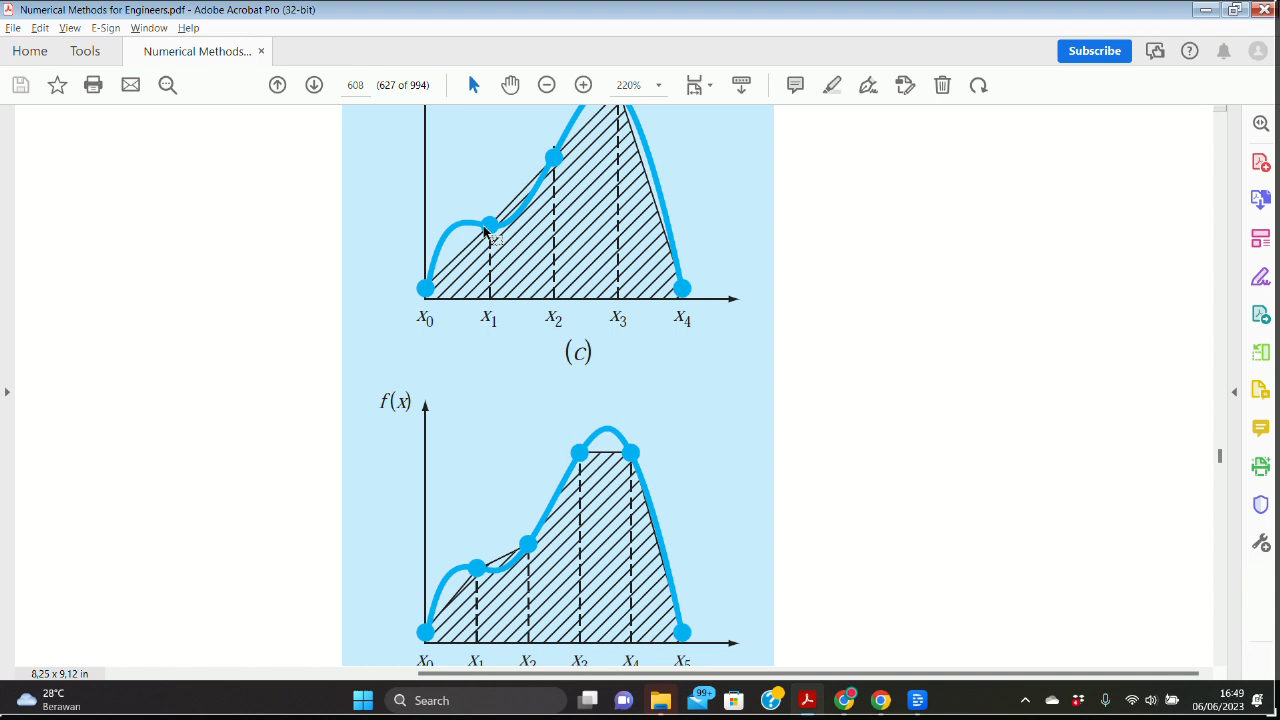 Numerical Methods for Engineers.pdf - Adobe Acrobat Pro (32-bit)
File Edit View E-Sign Window Help
Home Tools Numerical Methods... × Subscribe
608 (627 of 994) 220%
x0 x1 x2 x3 x4
(c)
f(x)
x0 x1 x2 x3 x4 x5
8,25 x 9,12 in
28°C
Berawan
Search
99+
16:49
06/06/2023